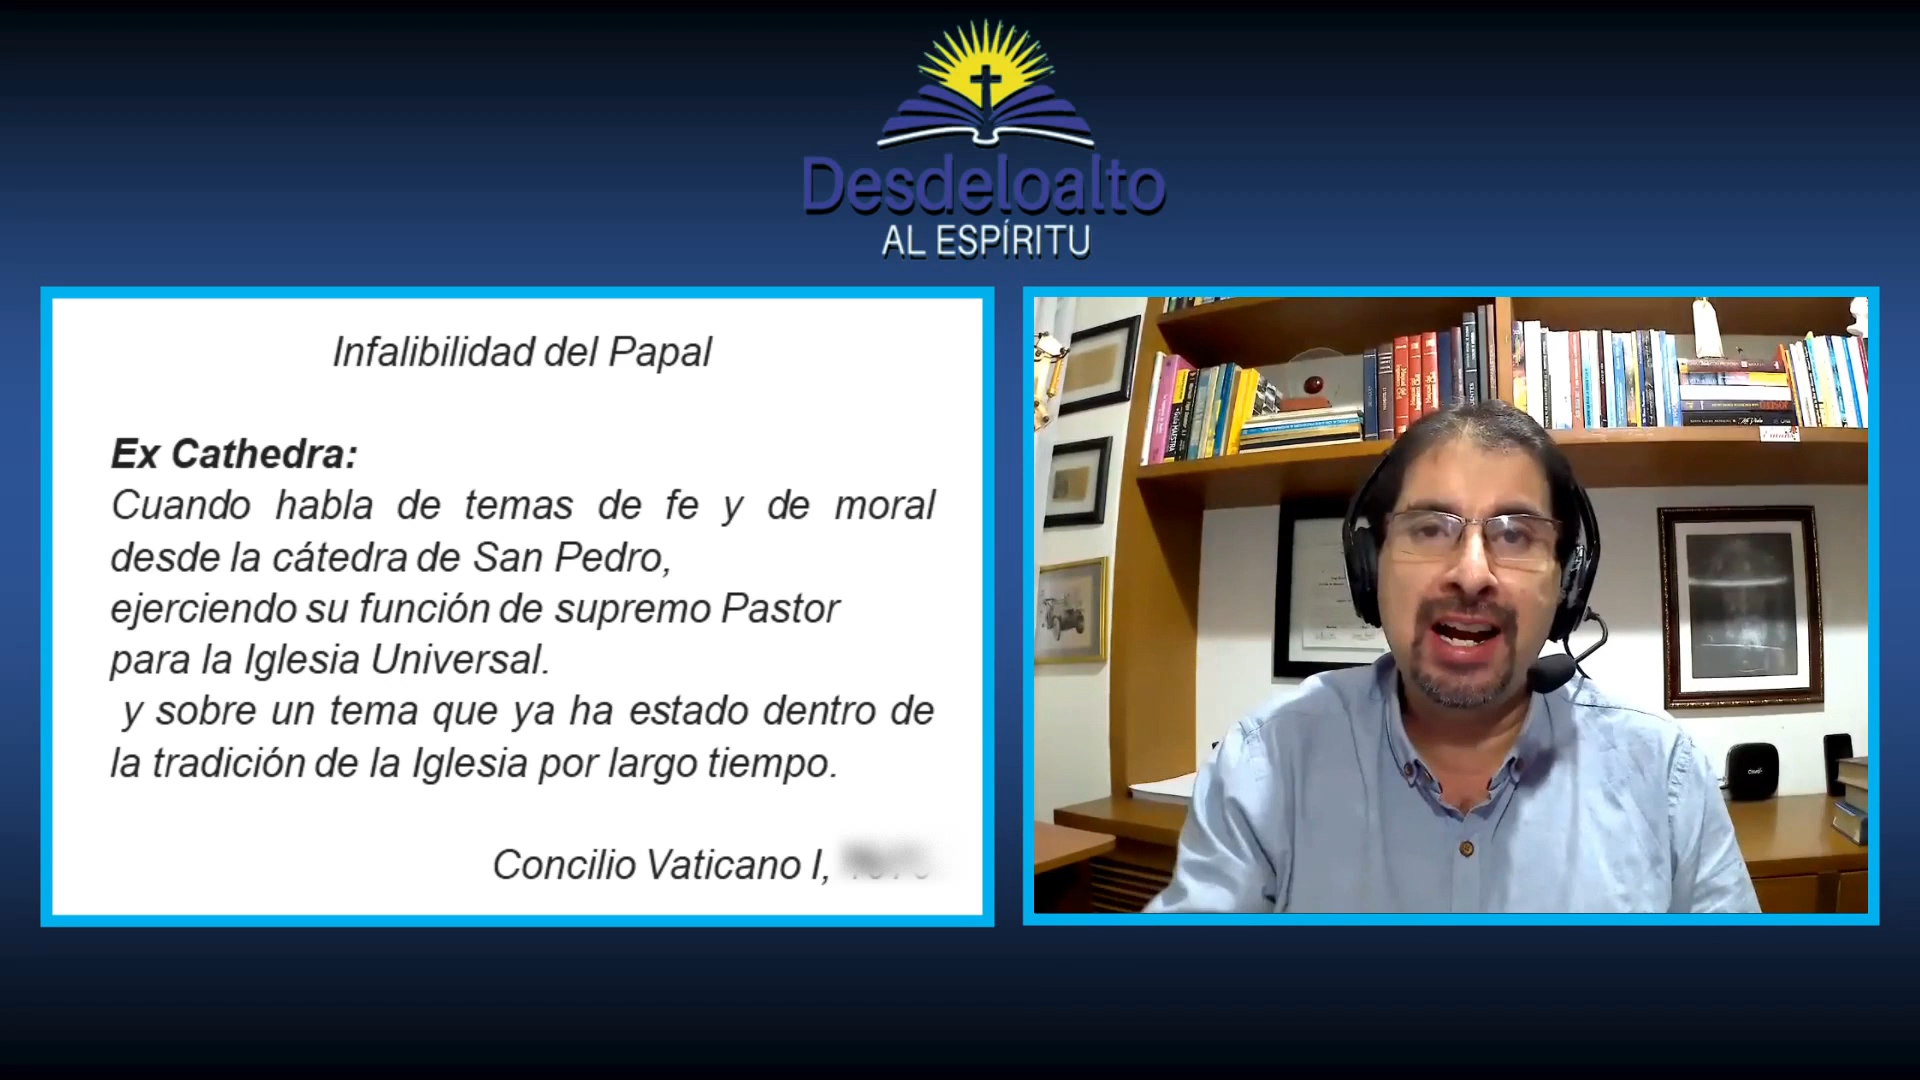 Desdeloalto
AL ESPÍRITU
Infalibilidad del Papal
Ex Cathedra:
Cuando habla de temas de fe y de moral
desde la cátedra de San Pedro,
ejerciendo su función de supremo Pastor
para la Iglesia Universal.
y sobre un tema que ya ha estado dentro de
la tradición de la Iglesia por largo tiempo.
Concilio Vaticano I,